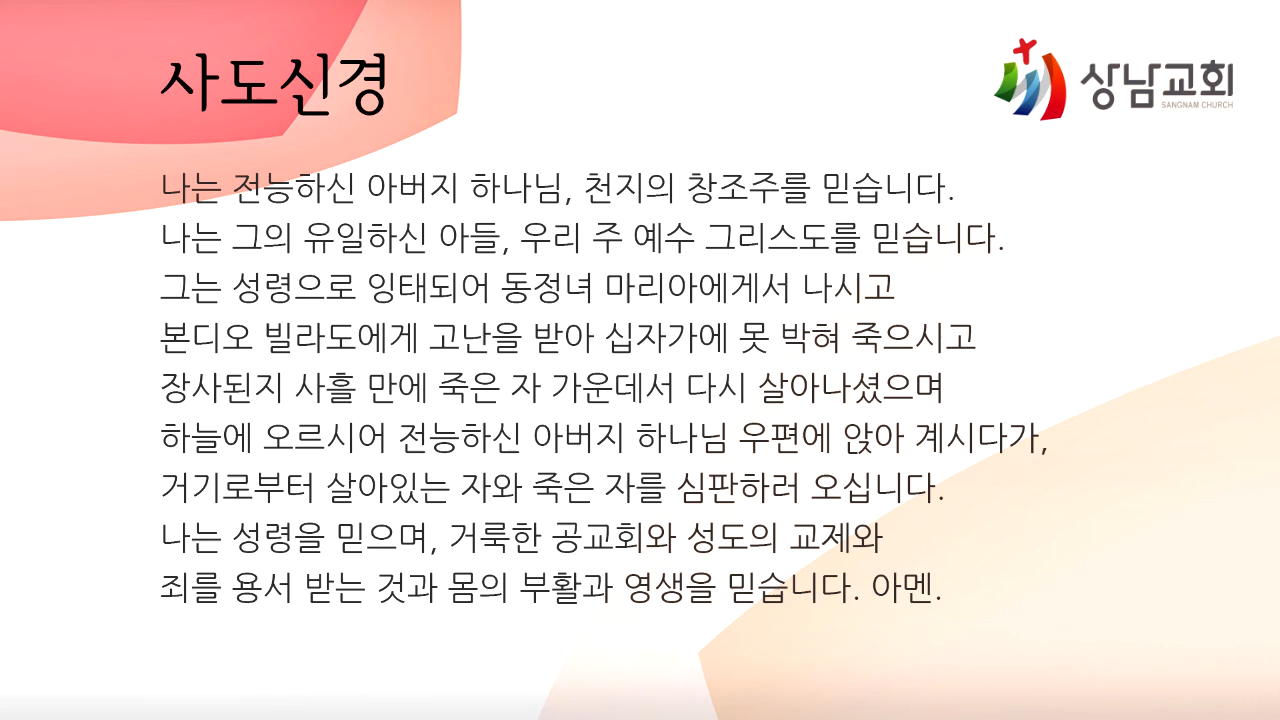 사도신경
상남교회
SANGNAM CHURCH
나는 전능하신 아버지 하나님, 천지의 창조주를 믿습니다.
나는 그의 유일하신 아들, 우리 주 예수 그리스도를 믿습니다.
그는 성령으로 잉태되어 동정녀 마리아에게서 나시고
본디오 빌라도에게 고난을 받아 십자가에 못 박혀 죽으시고
장사된지 사흘 만에 죽은 자 가운데서 다시 살아나셨으며
하늘에 오르시어 전능하신 아버지 하나님 우편에 앉아 계시다가,
거기로부터 살아있는 자와 죽은 자를 심판하러 오십니다.
나는 성령을 믿으며, 거룩한 공교회와 성도의 교제와
죄를 용서 받는 것과 몸의 부활과 영생을 믿습니다. 아멘.